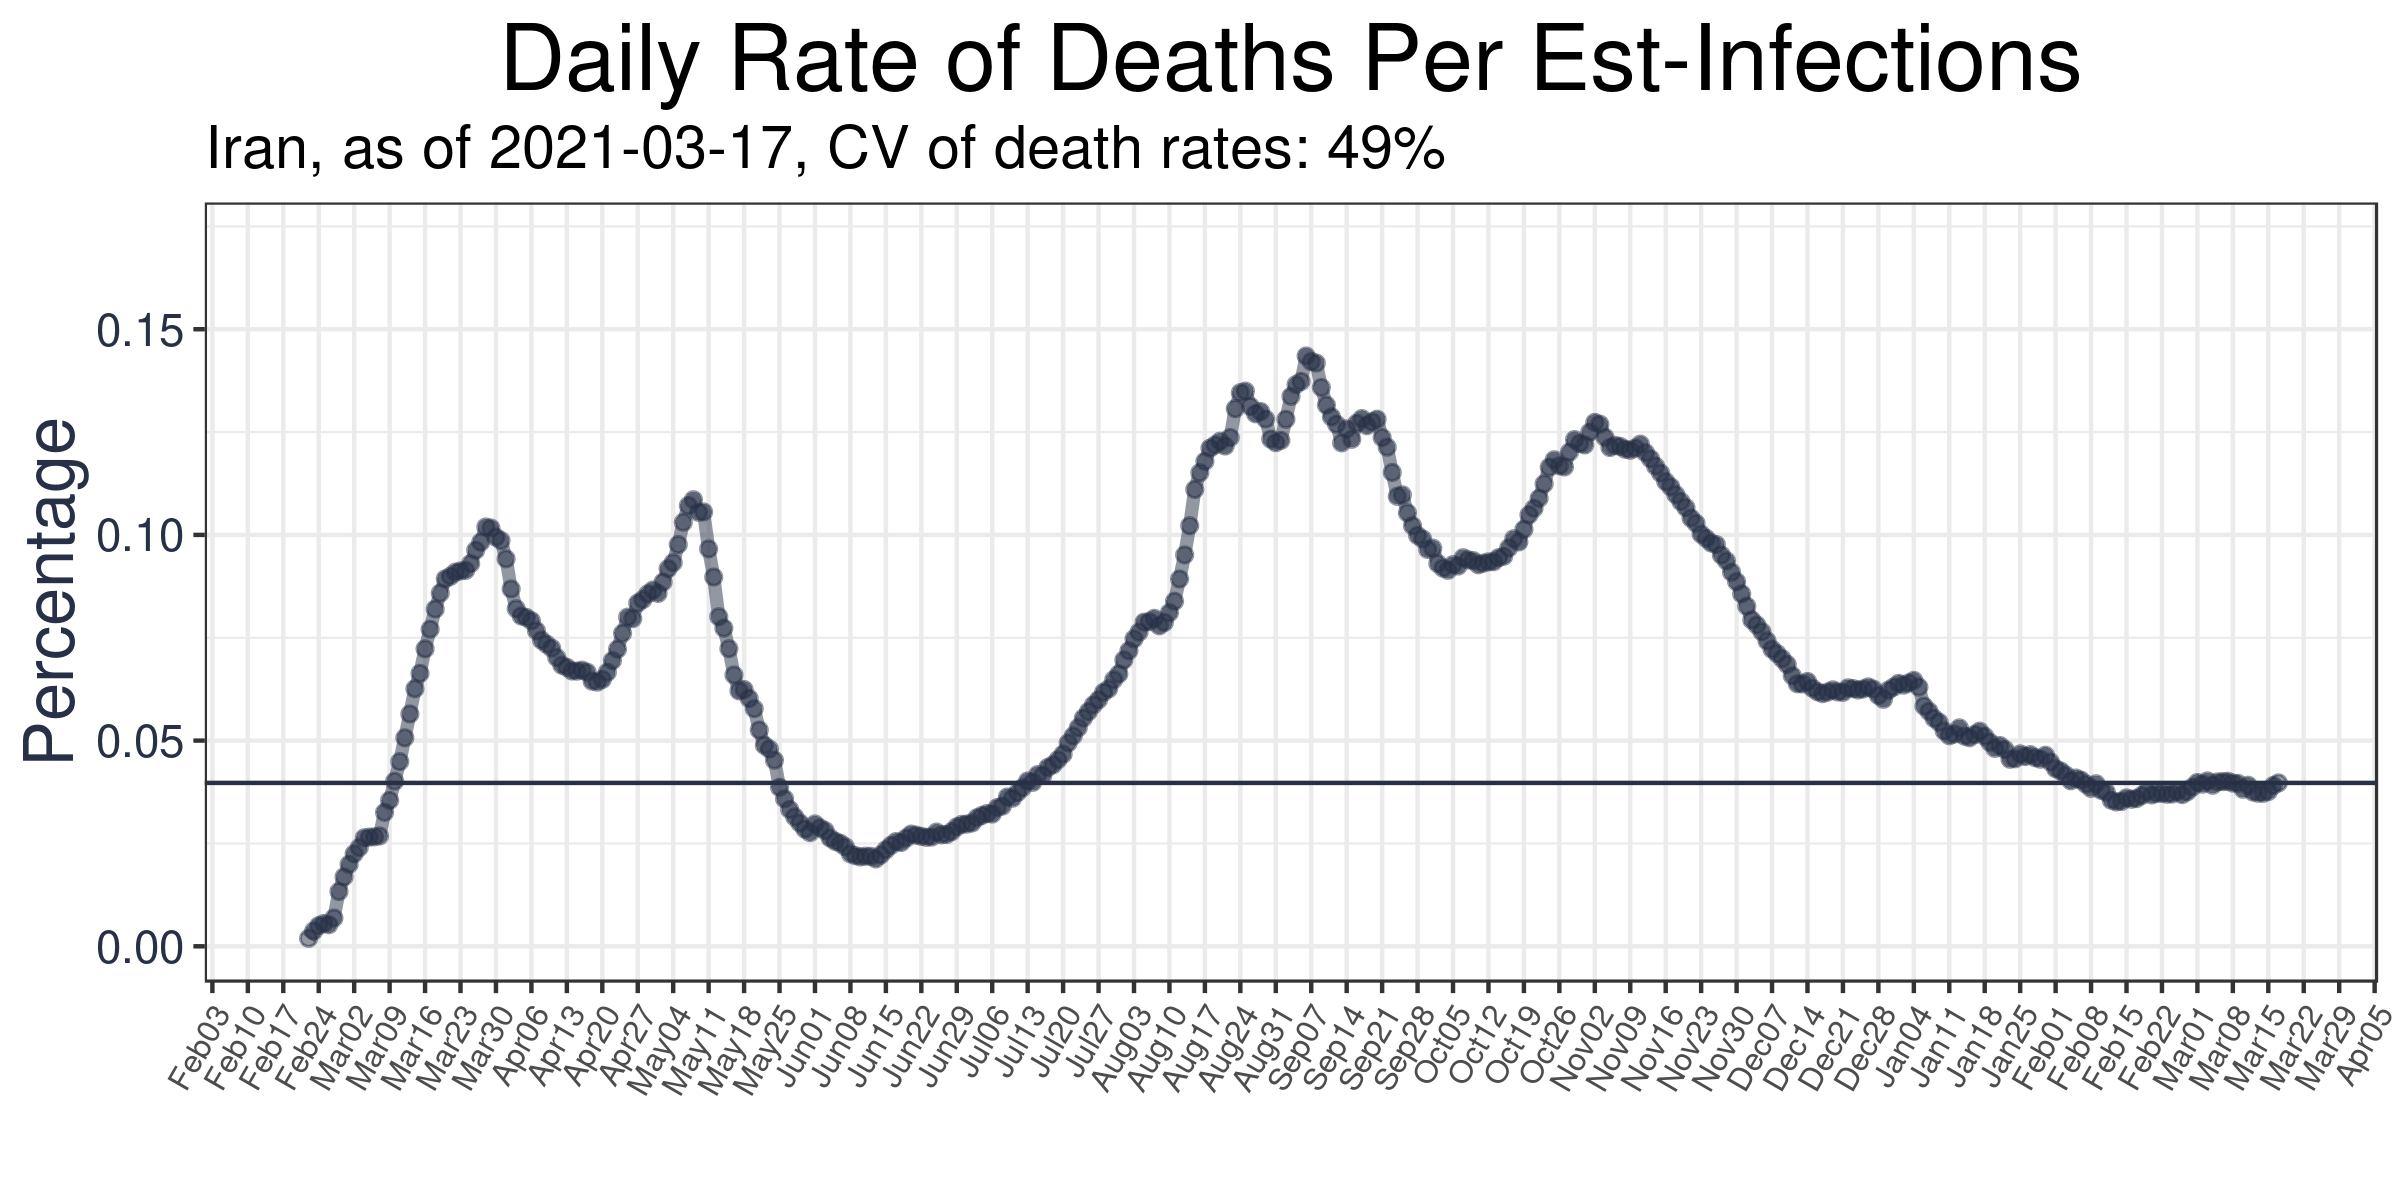 Daily Rate of Deaths Per Est-Infections
Iran, as of 2021-03-17, CV of death rates: 49%
Percentage
0.15
0.10
0.05
0.00
Feb03
Feb10
Feb17
Feb24
Mar02
Mar09
Mar16
Mar23
Mar30
Apr06
Apr13
Apr20
Apr27
May04
May11
May18
May25
Jun01
Jun08
Jun15
Jun22
Jun29
Jul06
Jul13
Jul20
Jul27
Aug03
Aug10
Aug17
Aug24
Aug31
Sep07
Sep14
Sep21
Sep28
Oct05
Oct12
Oct19
Oct26
Nov02
Nov09
Nov16
Nov23
Nov30
Nov07
Dec14
Dec21
Dec28
Dec04
Jan11
Jan18
Jan25
Feb01
Feb08
Feb15
Feb22
Mar01
Mar08
Mar15
Mar22
Mar29
Apr05